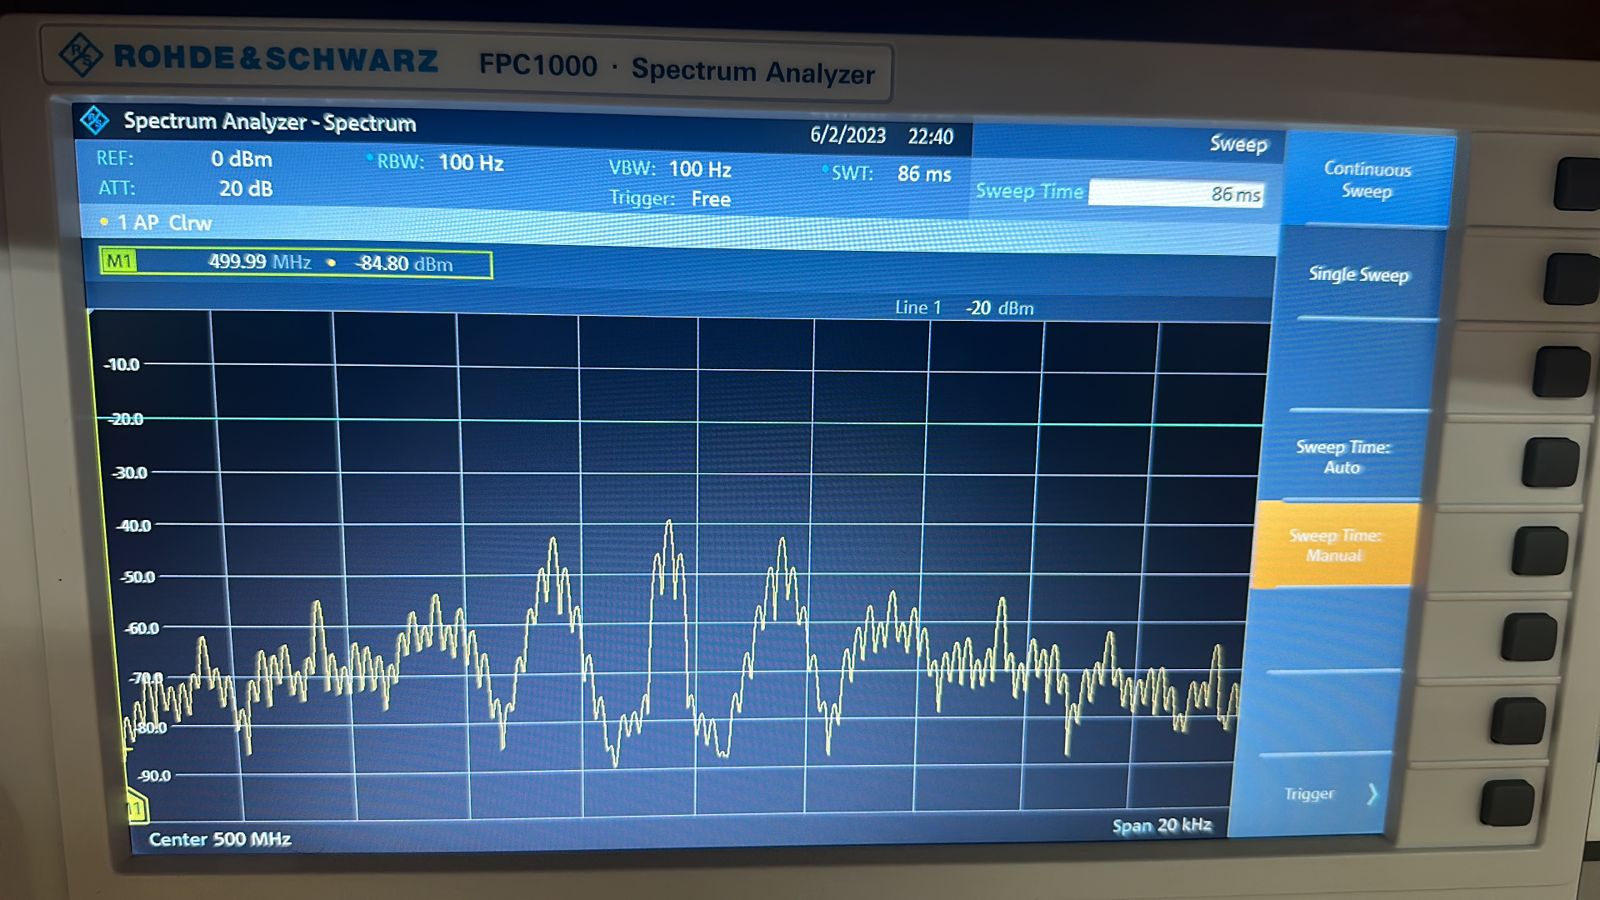 ROHDE&SCHWARZ FPC1000 · Spectrum Analyzer
Spectrum Analyzer - Spectrum 6/2/2023 22:40 Sweep
REF: 0 dBm RBW: 100 Hz VBW: 100 Hz SWT: 86 ms
ATT: 20 dB Trigger: Free
Sweep Time 86 ms
1 AP Clrw
M1 499.99 MHz -84.80 dBm
Line 1 -20 dBm
-10.0
-20.0
-30.0
-40.0
-50.0
-60.0
-70.0
-80.0
-90.0
Center 500 MHz Span 20 kHz
Continuous
Sweep
Single Sweep
Sweep Time:
Auto
Sweep Time:
Manual
Trigger